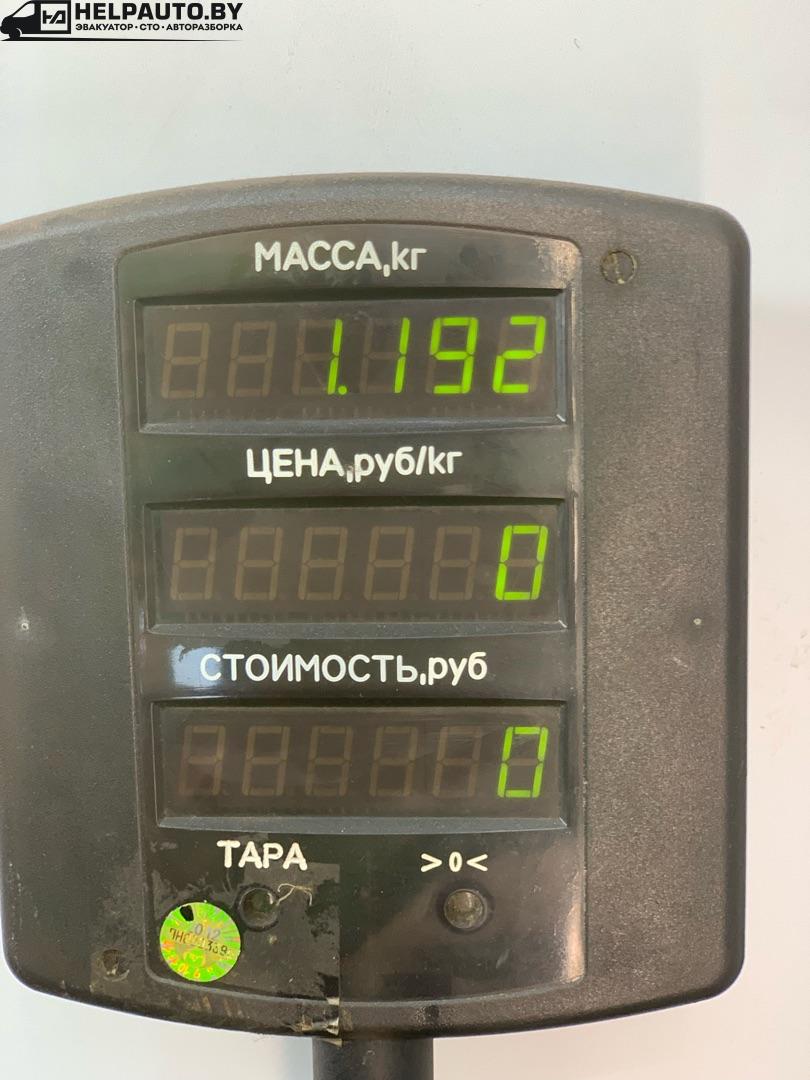 HELPAUTO.BY
ЭВАКУАТОР • СТО • АВТОРАЗБОРКА
МАССА,кг
1.192
ЦЕНА,руб/кг
0
СТОИМОСТЬ,руб
0
ТАРА >0<